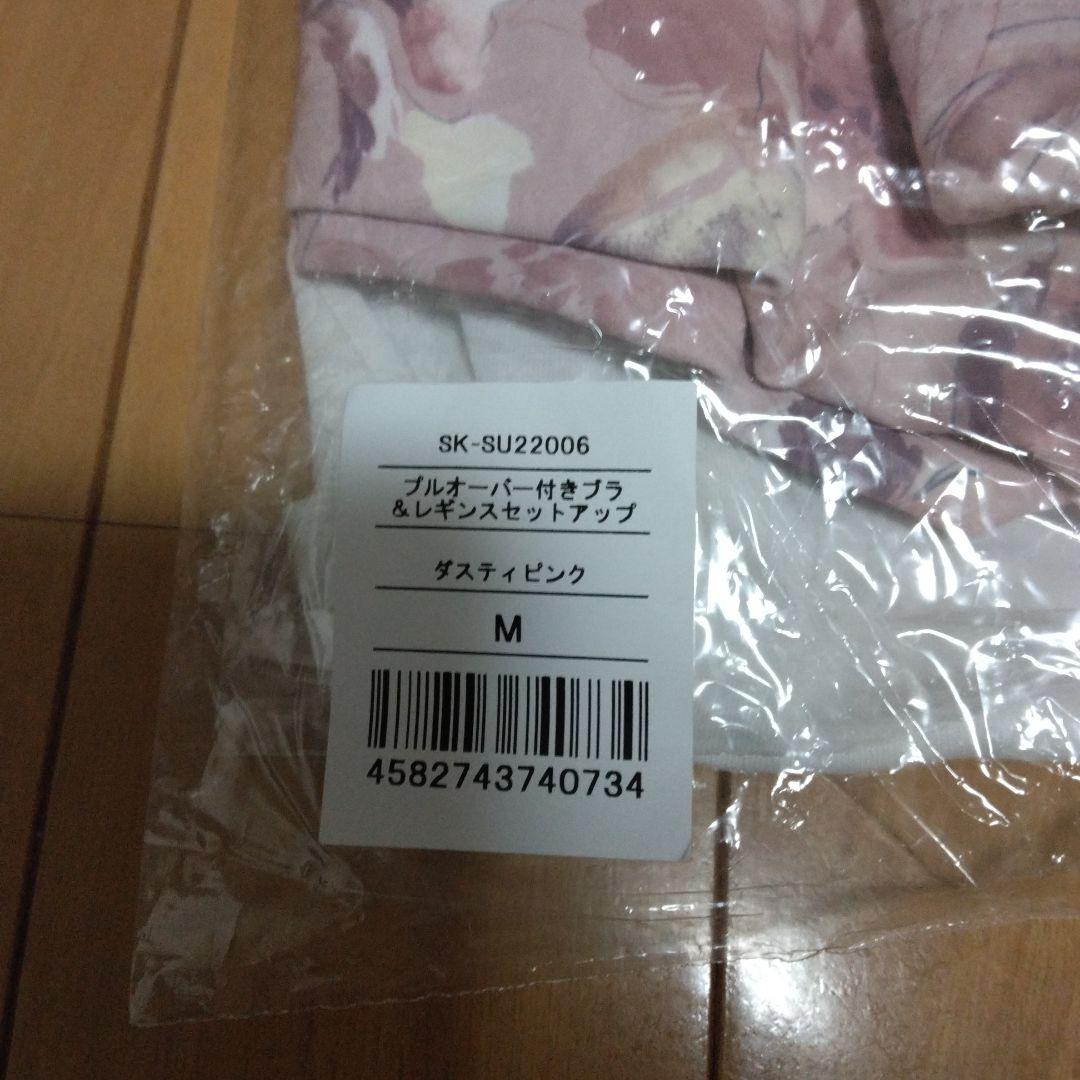 SK-SU22006
プルオーバー付きブラ
&レギンスセットアップ
ダスティピンク
M
4582743740734